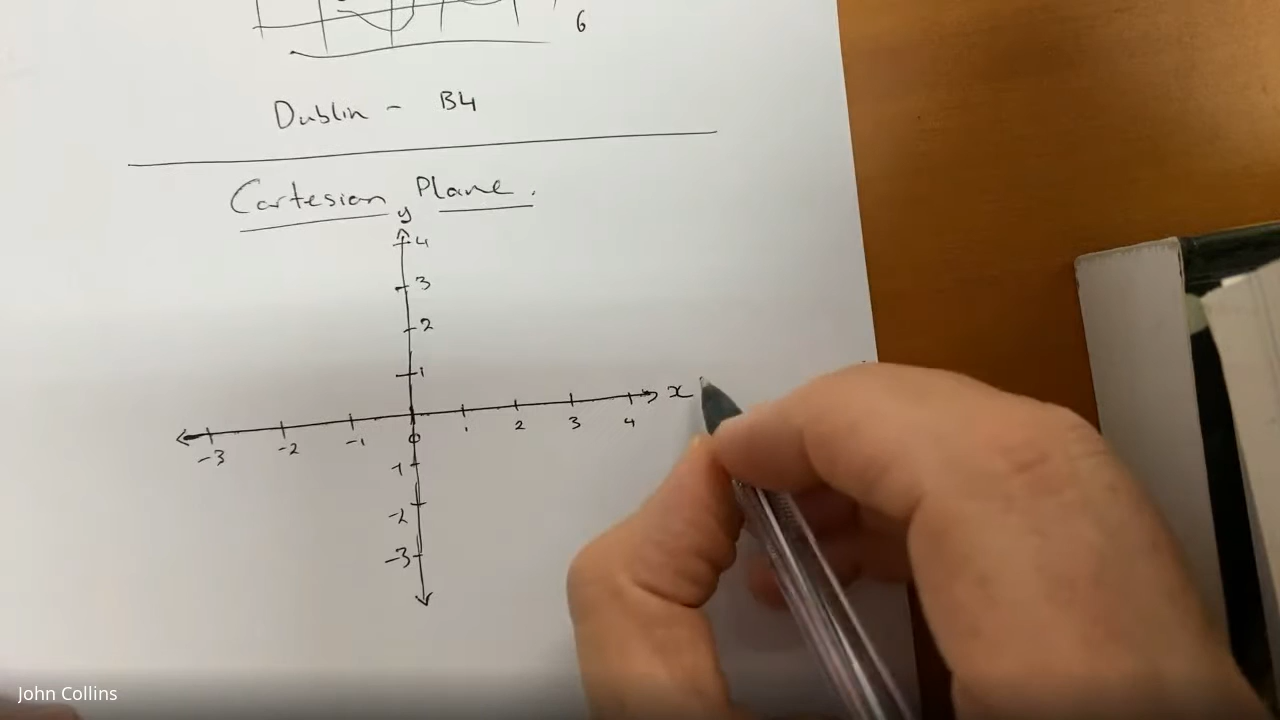 6
Dublin - B4
Cartesian Plane.
y
4
3
2
1
x
-3 -2 -1 0 1 2 3 4
-1
-2
-3
John Collins